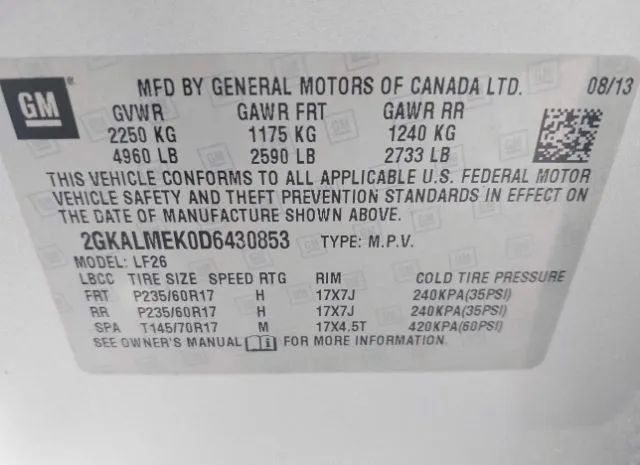 GM
MFD BY GENERAL MOTORS OF CANADA LTD. 08/13
GVWR GAWR FRT GAWR RR
2250 KG 1175 KG 1240 KG
4960 LB 2590 LB 2733 LB
THIS VEHICLE CONFORMS TO ALL APPLICABLE U.S. FEDERAL MOTOR
VEHICLE SAFETY AND THEFT PREVENTION STANDARDS IN EFFECT ON
THE DATE OF MANUFACTURE SHOWN ABOVE.
2GKALMEK0D6430853 TYPE: M.P.V.
MODEL: LF26
LBCC TIRE SIZE SPEED RTG RIM COLD TIRE PRESSURE
FRT P235/60R17 H 17X7J 240KPA(35PSI)
RR P235/60R17 H 17X7J 240KPA(35PSI)
SPA T145/70R17 M 17X4.5T 420KPA(60PSI)
SEE OWNER'S MANUAL FOR MORE INFORMATION.